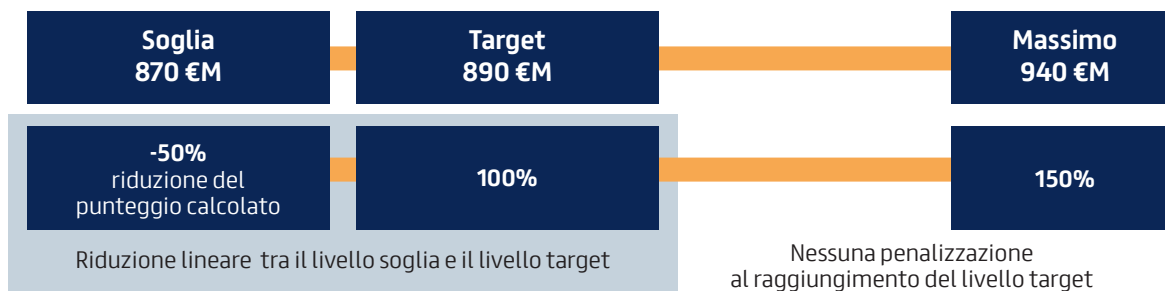 Soglia
870 €M
Target
890 €M
Massimo
940 €M
-50%
riduzione del
punteggio calcolato
100%
150%
Riduzione lineare tra il livello soglia e il livello target
Nessuna penalizzazione
al raggiungimento del livello target